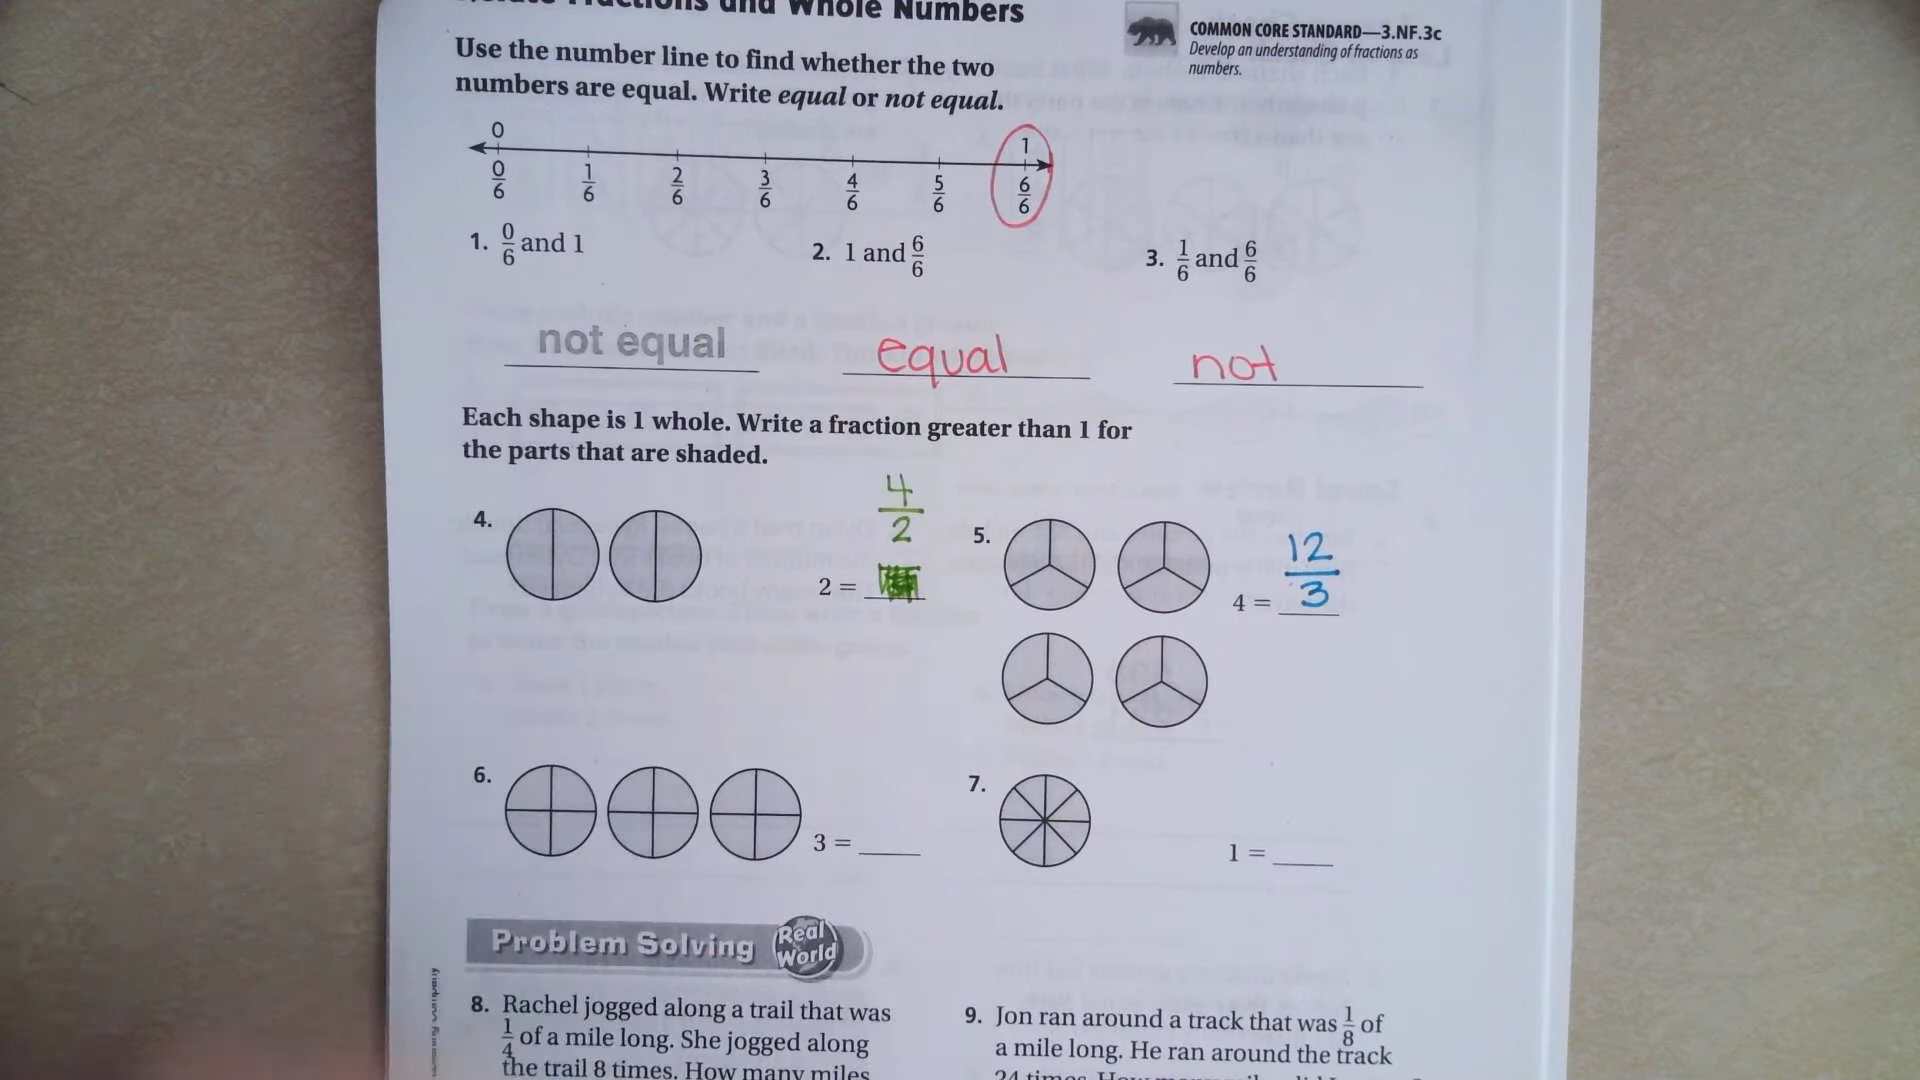 Fractions and Whole Numbers
COMMON CORE STANDARD—3.NF.3c
Develop an understanding of fractions as
numbers.
Use the number line to find whether the two
numbers are equal. Write equal or not equal.
0 1
0/6 1/6 2/6 3/6 4/6 5/6 6/6
1. 0/6 and 1 2. 1 and 6/6 3. 1/6 and 6/6
not equal equal not
Each shape is 1 whole. Write a fraction greater than 1 for
the parts that are shaded.
4. 2 = ___ 4/2
5. 4 = 12/3
6. 3 = ___
7. 1 = ___
Problem Solving Real World
8. Rachel jogged along a trail that was
1/4 of a mile long. She jogged along
the trail 8 times. How many miles
9. Jon ran around a track that was 1/8 of
a mile long. He ran around the track
24 times.